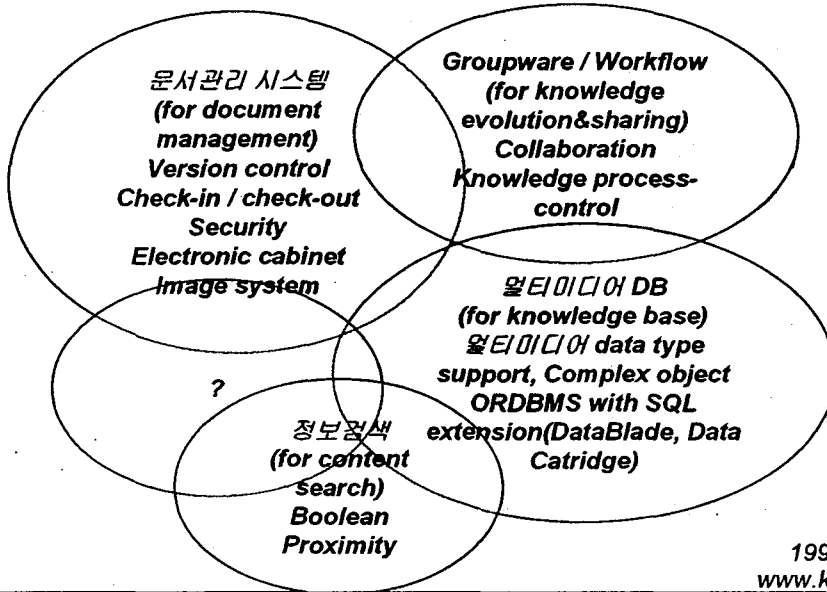 문서관리 시스템
(for document
management)
Version control
Check-in / check-out
Security
Electronic cabinet
Image system
Groupware / Workflow
(for knowledge
evolution&sharing)
Collaboration
Knowledge process-
control
멀티미디어 DB
(for knowledge base)
멀티미디어 data type
support, Complex object
ORDBMS with SQL
extension(DataBlade, Data
Catridge)
?
정보검색
(for content
search)
Boolean
Proximity
199
www.k